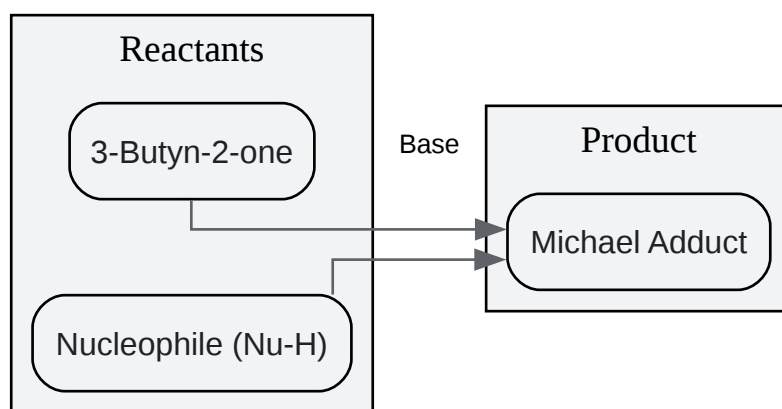 Reactants
3-Butyn-2-one
Base
Product
Michael Adduct
Nucleophile (Nu-H)